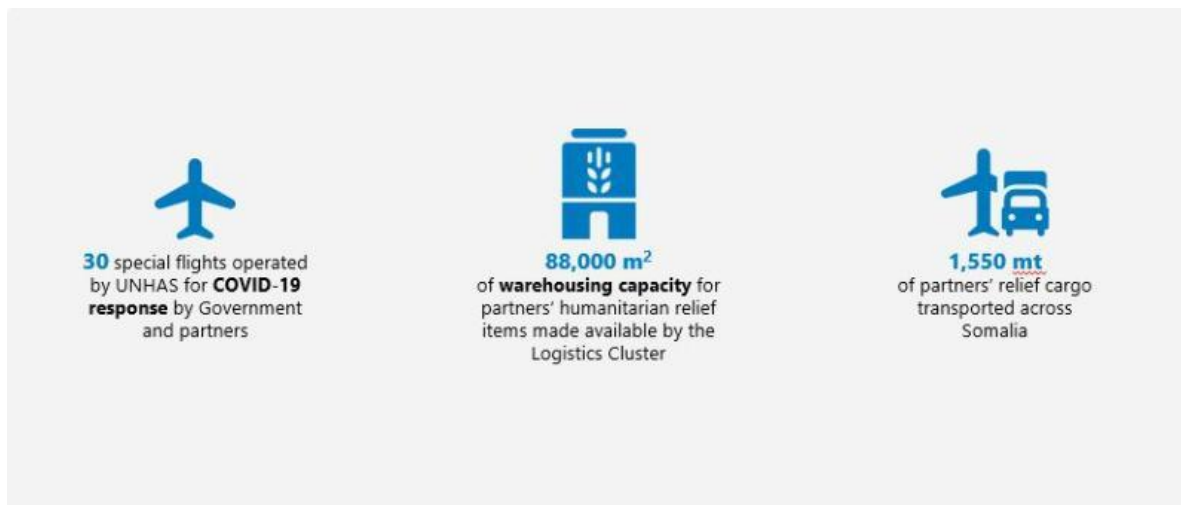 30 special flights operated
by UNHAS for COVID-19
response by Government
and partners
88,000 m²
of warehousing capacity for
partners’ humanitarian relief
items made available by the
Logistics Cluster
1,550 mt
of partners’ relief cargo
transported across
Somalia